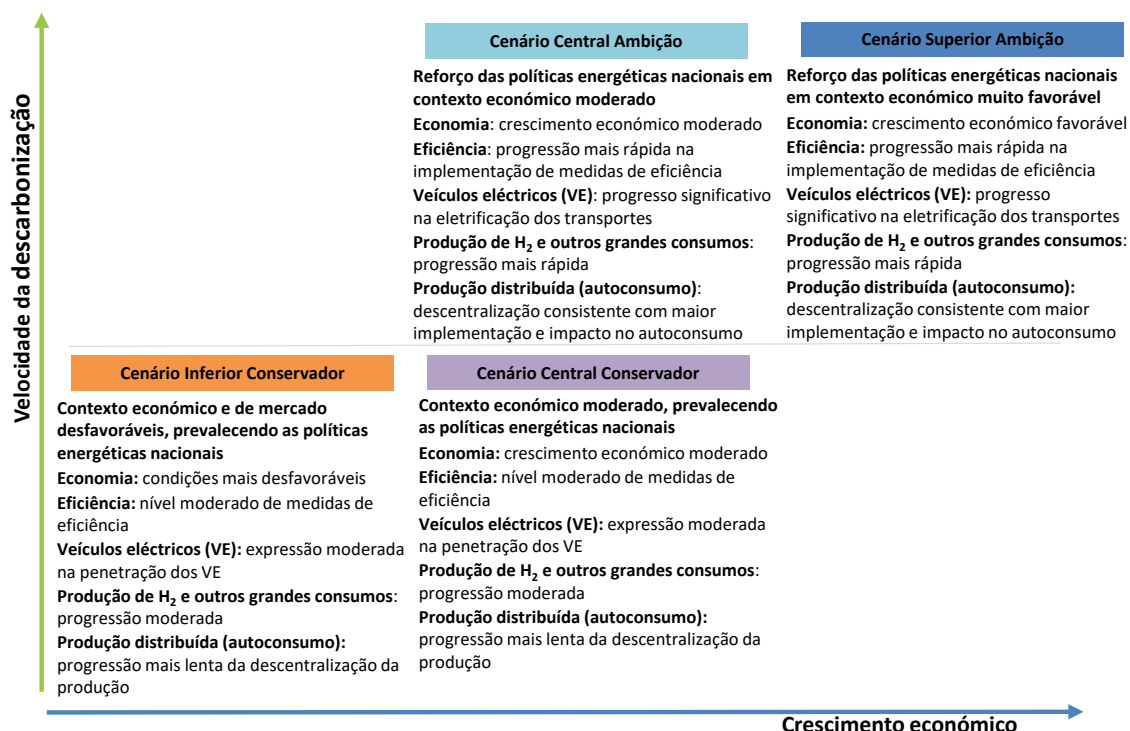 Velocidade da descarbonização
Cenário Central Ambição
Reforço das políticas energéticas nacionais em
contexto económico moderado
Economia: crescimento económico moderado
Eficiência: progressão mais rápida na
implementação de medidas de eficiência
Veículos eléctricos (VE): progresso significativo
na eletrificação dos transportes
Produção de H₂ e outros grandes consumos:
progressão mais rápida
Produção distribuída (autoconsumo):
descentralização consistente com maior
implementação e impacto no autoconsumo
Cenário Superior Ambição
Reforço das políticas energéticas nacionais
em contexto económico muito favorável
Economia: crescimento económico favorável
Eficiência: progressão mais rápida na
implementação de medidas de eficiência
Veículos eléctricos (VE): progresso
significativo na eletrificação dos transportes
Produção de H₂ e outros grandes consumos:
progressão mais rápida
Produção distribuída (autoconsumo):
descentralização consistente com maior
implementação e impacto no autoconsumo
Cenário Inferior Conservador
Contexto económico e de mercado
desfavoráveis, prevalecendo as políticas
energéticas nacionais
Economia: condições mais desfavoráveis
Eficiência: nível moderado de medidas de
eficiência
Veículos eléctricos (VE): expressão moderada
na penetração dos VE
Produção de H₂ e outros grandes consumos:
progressão moderada
Produção distribuída (autoconsumo):
progressão mais lenta da descentralização da
produção
Cenário Central Conservador
Contexto económico moderado, prevalecendo
as políticas energéticas nacionais
Economia: crescimento económico moderado
Eficiência: nível moderado de medidas de
eficiência
Veículos eléctricos (VE): expressão moderada
na penetração dos VE
Produção de H₂ e outros grandes consumos:
progressão moderada
Produção distribuída (autoconsumo):
progressão mais lenta da descentralização da
produção
Crescimento económico